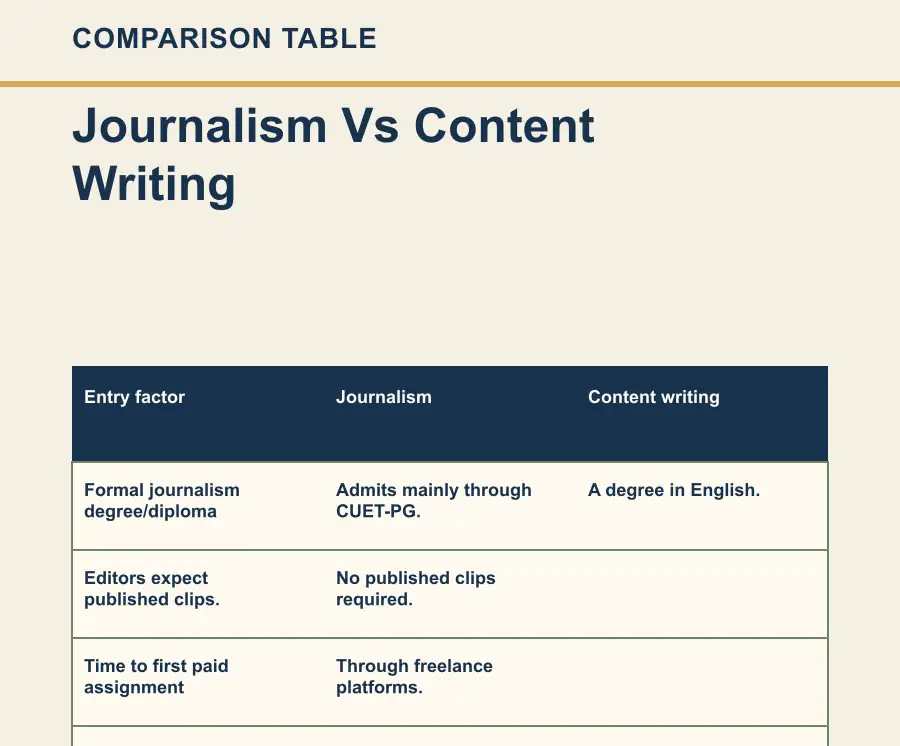 COMPARISON TABLE
Journalism Vs Content
Writing
Entry factor
Journalism
Content writing
Formal journalism
degree/diploma
Admits mainly through
CUET-PG.
A degree in English.
Editors expect
published clips.
No published clips
required.
Time to first paid
assignment
Through freelance
platforms.